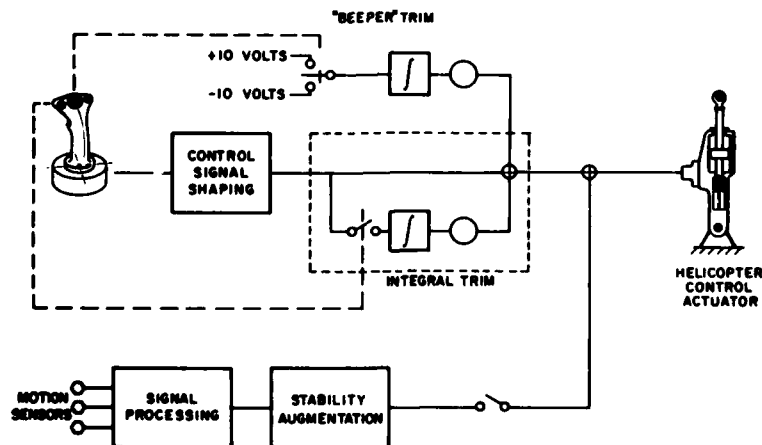 "BEEPER" TRIM
+10 VOLTS
-10 VOLTS
∫
CONTROL
SIGNAL
SHAPING
∫
INTEGRAL TRIM
HELICOPTER
CONTROL
ACTUATOR
MOTION
SENSORS
SIGNAL
PROCESSING
STABILITY
AUGMENTATION